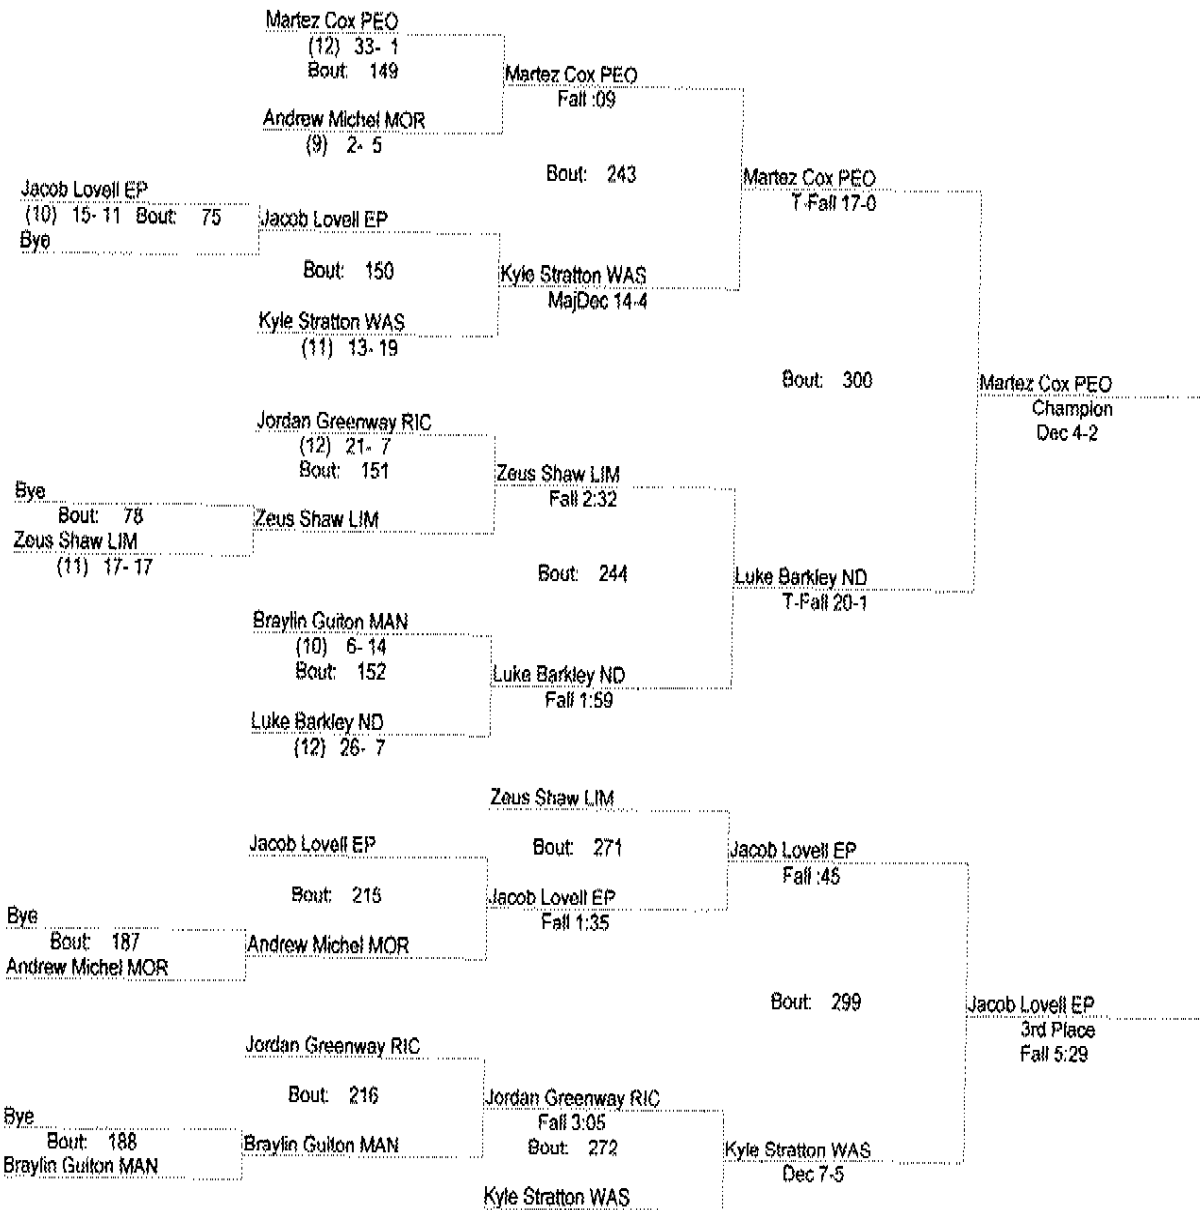 Martez Cox PEO
(12) 33- 1
Bout: 149
Martez Cox PEO
Fall :09
Andrew Michel MOR
(9) 2- 5
Bout: 243
Martez Cox PEO
T-Fall 17-0
Jacob Lovell EP
(10) 15- 11 Bout: 75
Bye
Jacob Lovell EP
Bout: 150
Kyle Stratton WAS
MajDec 14-4
Kyle Stratton WAS
(11) 13- 19
Bout: 300
Martez Cox PEO
Champion
Dec 4-2
Jordan Greenway RIC
(12) 21- 7
Bout: 151
Zeus Shaw LIM
Fall 2:32
Bye
Bout: 78
Zeus Shaw LIM
(11) 17- 17
Zeus Shaw LIM
Bout: 244
Luke Barkley ND
T-Fall 20-1
Braylin Guiton MAN
(10) 6- 14
Bout: 152
Luke Barkley ND
Fall 1:59
Luke Barkley ND
(12) 26- 7
Zeus Shaw LIM
Jacob Lovell EP
Bout: 271
Jacob Lovell EP
Fall :45
Bout: 215
Jacob Lovell EP
Fall 1:35
Bye
Bout: 187
Andrew Michel MOR
Andrew Michel MOR
Bout: 299
Jacob Lovell EP
3rd Place
Fall 5:29
Jordan Greenway RIC
Bout: 216
Jordan Greenway RIC
Fall 3:05
Bye
Bout: 188
Braylin Guiton MAN
Braylin Guiton MAN
Bout: 272
Kyle Stratton WAS
Dec 7-5
Kyle Stratton WAS